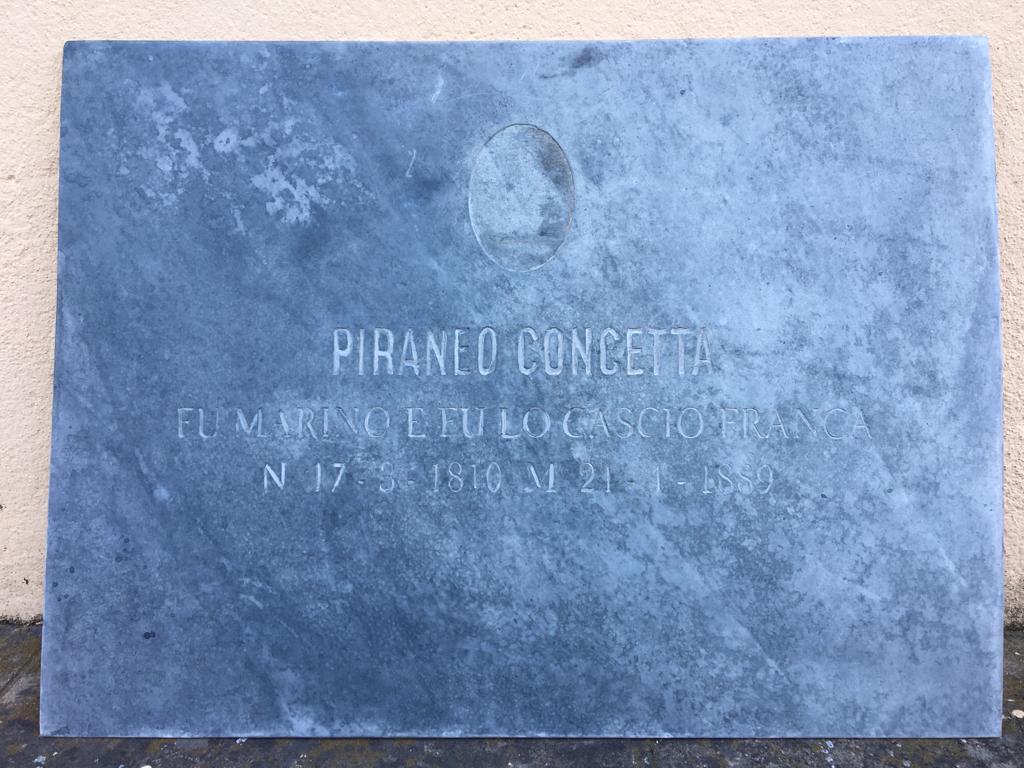 PIRANEO CONCETTA
FU MARINO E FU LO CASCIO FRANCA
N 17-3-1810 M 21-1-1889